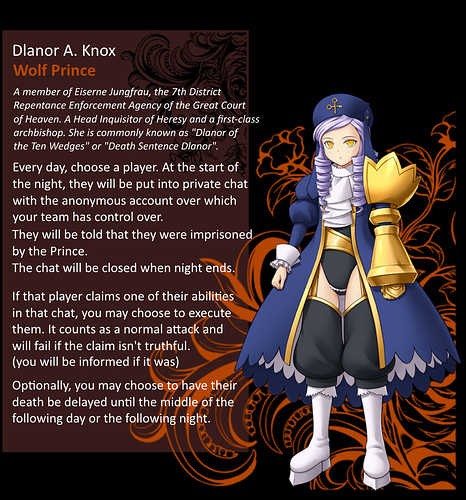 Dlanor A. Knox
Wolf Prince
A member of Eiserne Jungfrau, the 7th District
Repentance Enforcement Agency of the Great Court
of Heaven. A Head Inquisitor of Heresy and a first-class
archbishop. She is commonly known as "Dlanor of
the Ten Wedges" or "Death Sentence Dlanor".
Every day, choose a player. At the start of
the night, they will be put into private chat
with the anonymous account over which
your team has control over.
They will be told that they were imprisoned
by the Prince.
The chat will be closed when night ends.
If that player claims one of their abilities
in that chat, you may choose to execute
them. It counts as a normal attack and
will fail if the claim isn't truthful.
(you will be informed if it was)
Optionally, you may choose to have their
death be delayed until the middle of the
following day or the following night.